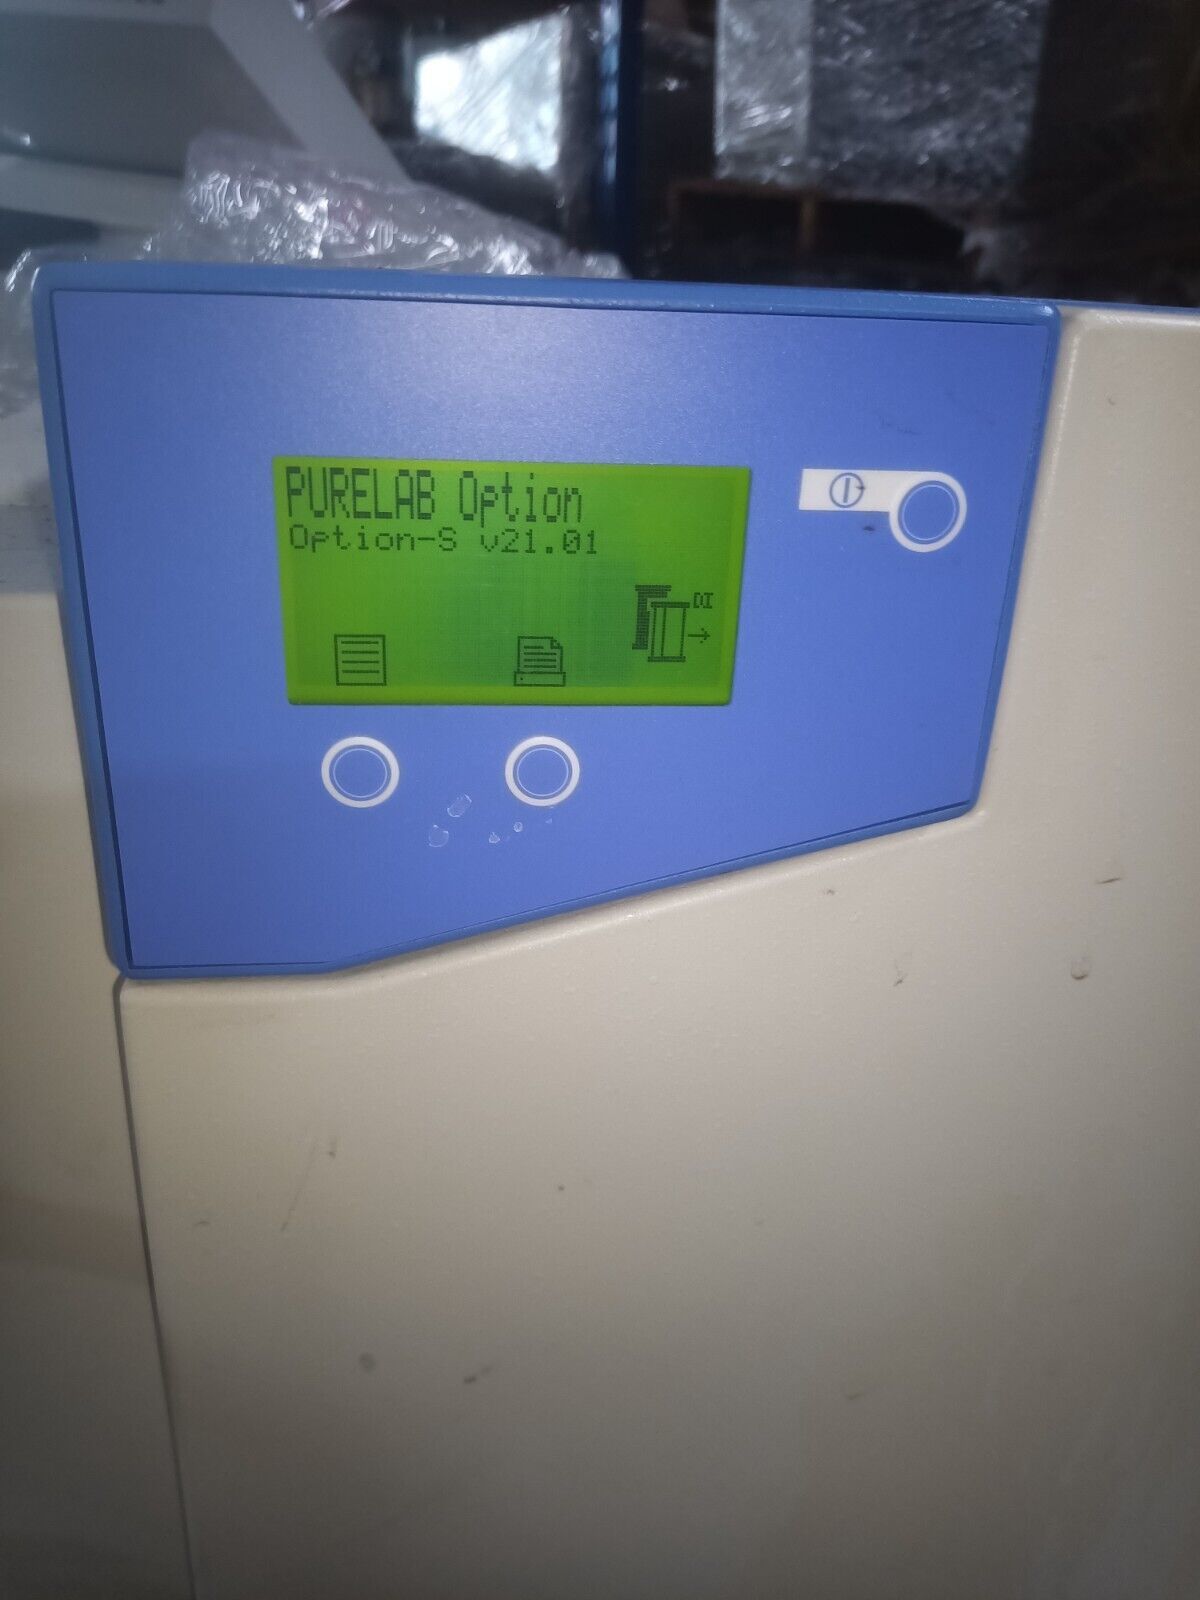 PURELAB Option
Option-S v21.01
DI